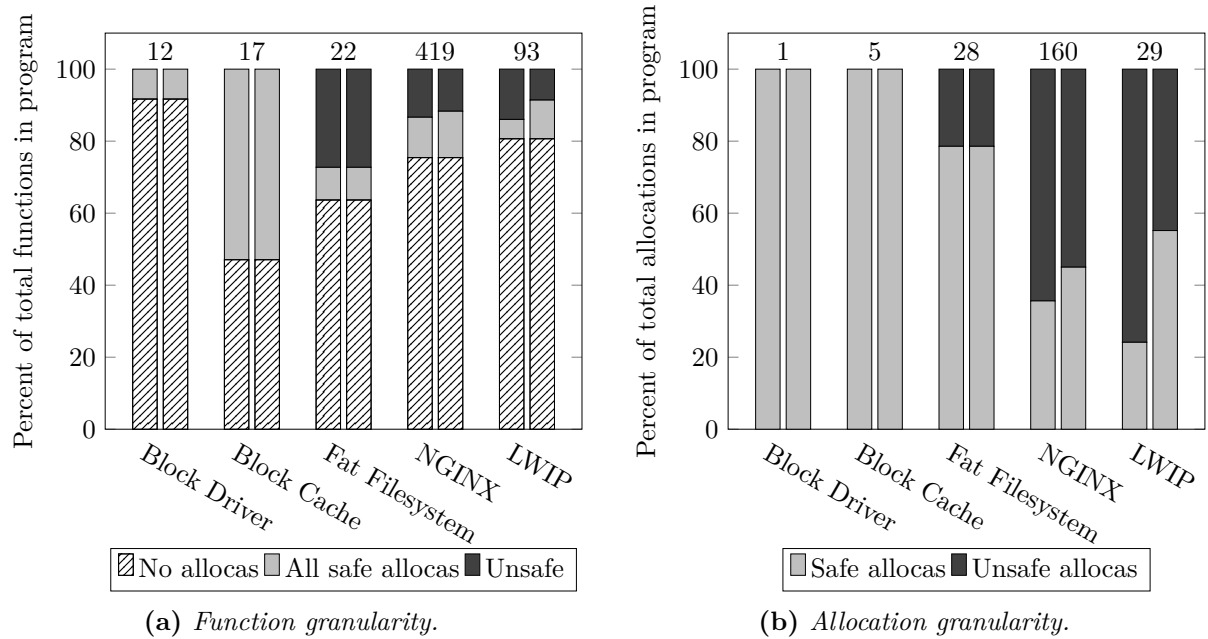 Percent of total functions in program
12 17 22 419 93
100
80
60
40
20
0
Block Driver
Block Cache
Fat Filesystem
NGINX
LWIP
No allocas All safe allocas Unsafe
(a) Function granularity.
Percent of total allocations in program
1 5 28 160 29
100
80
60
40
20
0
Block Driver
Block Cache
Fat Filesystem
NGINX
LWIP
Safe allocas Unsafe allocas
(b) Allocation granularity.